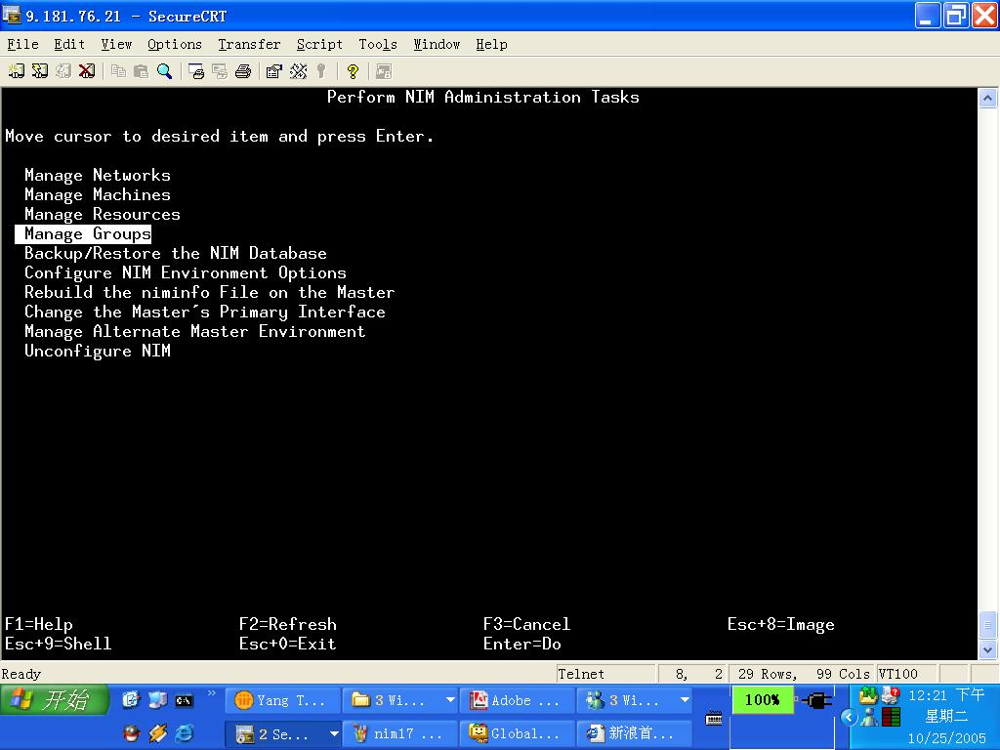 9.181.76.21 - SecureCRT
File Edit View Options Transfer Script Tools Window Help
Perform NIM Administration Tasks
Move cursor to desired item and press Enter.
Manage Networks
Manage Machines
Manage Resources
Manage Groups
Backup/Restore the NIM Database
Configure NIM Environment Options
Rebuild the niminfo File on the Master
Change the Master´s Primary Interface
Manage Alternate Master Environment
Unconfigure NIM
F1=Help F2=Refresh F3=Cancel Esc+8=Image
Esc+9=Shell Esc+0=Exit Enter=Do
Ready Telnet 8, 2 29 Rows, 99 Cols VT100
开始 Yang T... 3 Wi... Adobe ... 3 Wi... 100% 12:21 下午
星期二
2 Se... nim17 ... Global... 新浪首... 10/25/2005